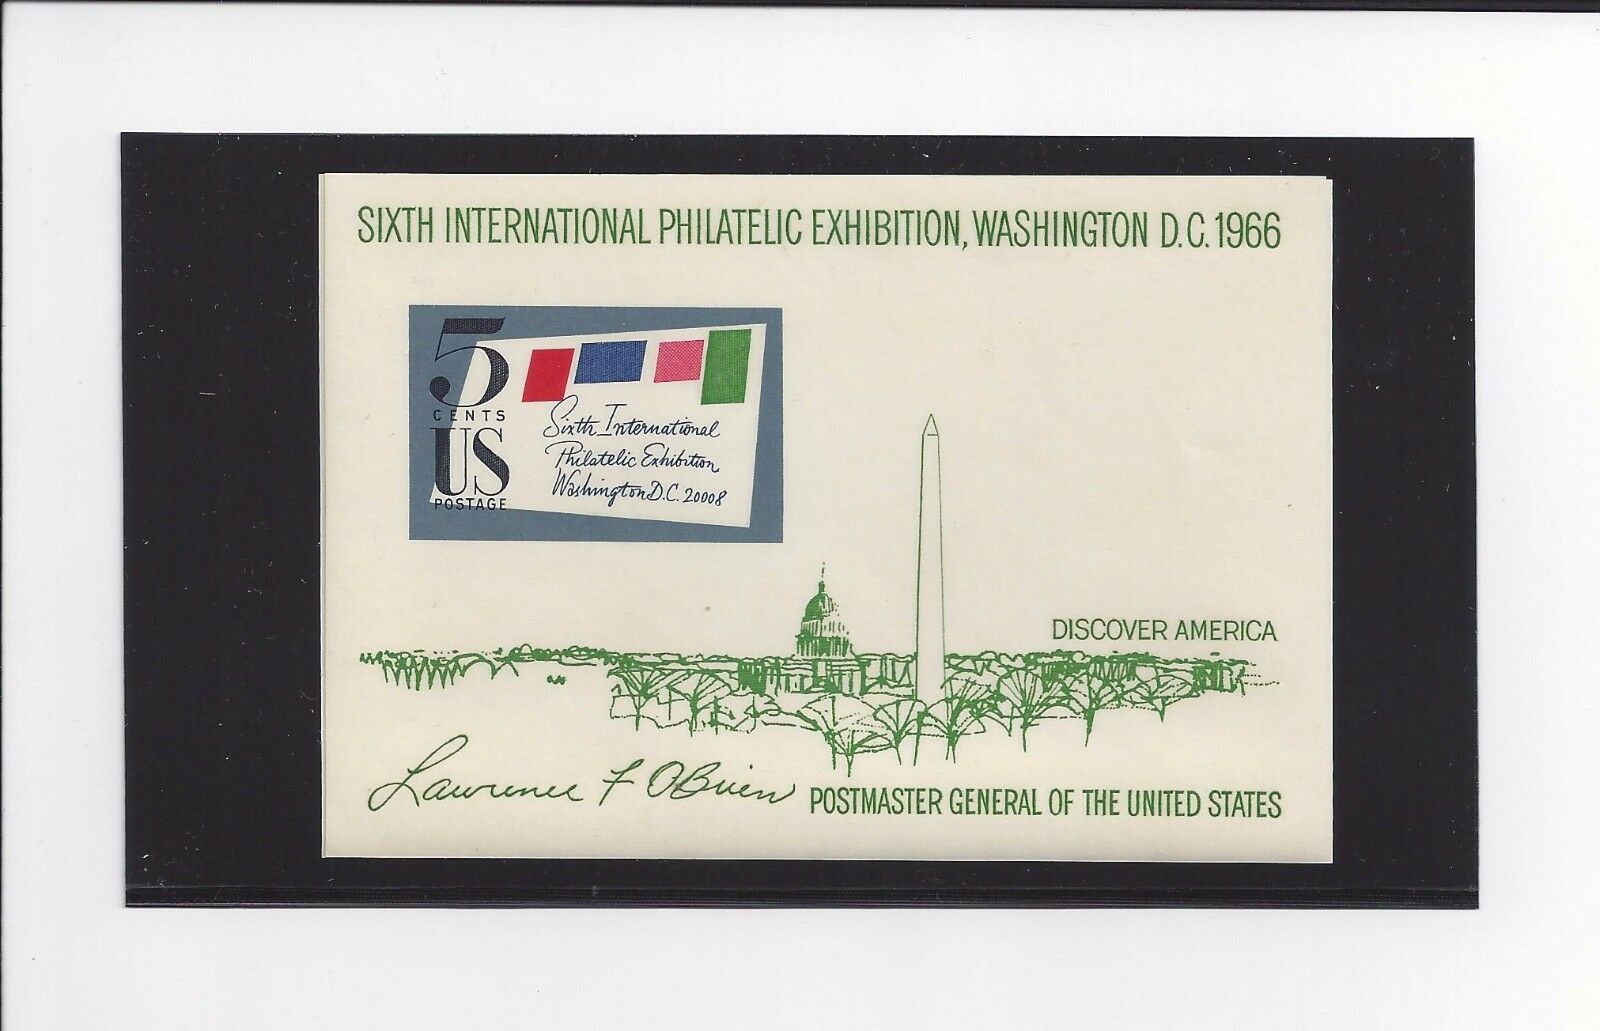 SIXTH INTERNATIONAL PHILATELIC EXHIBITION, WASHINGTON D.C. 1966
5
CENTS
US
POSTAGE
Sixth International
Philatelic Exhibition
Washington D.C. 20008
DISCOVER AMERICA
Lawrence F O'Brien POSTMASTER GENERAL OF THE UNITED STATES